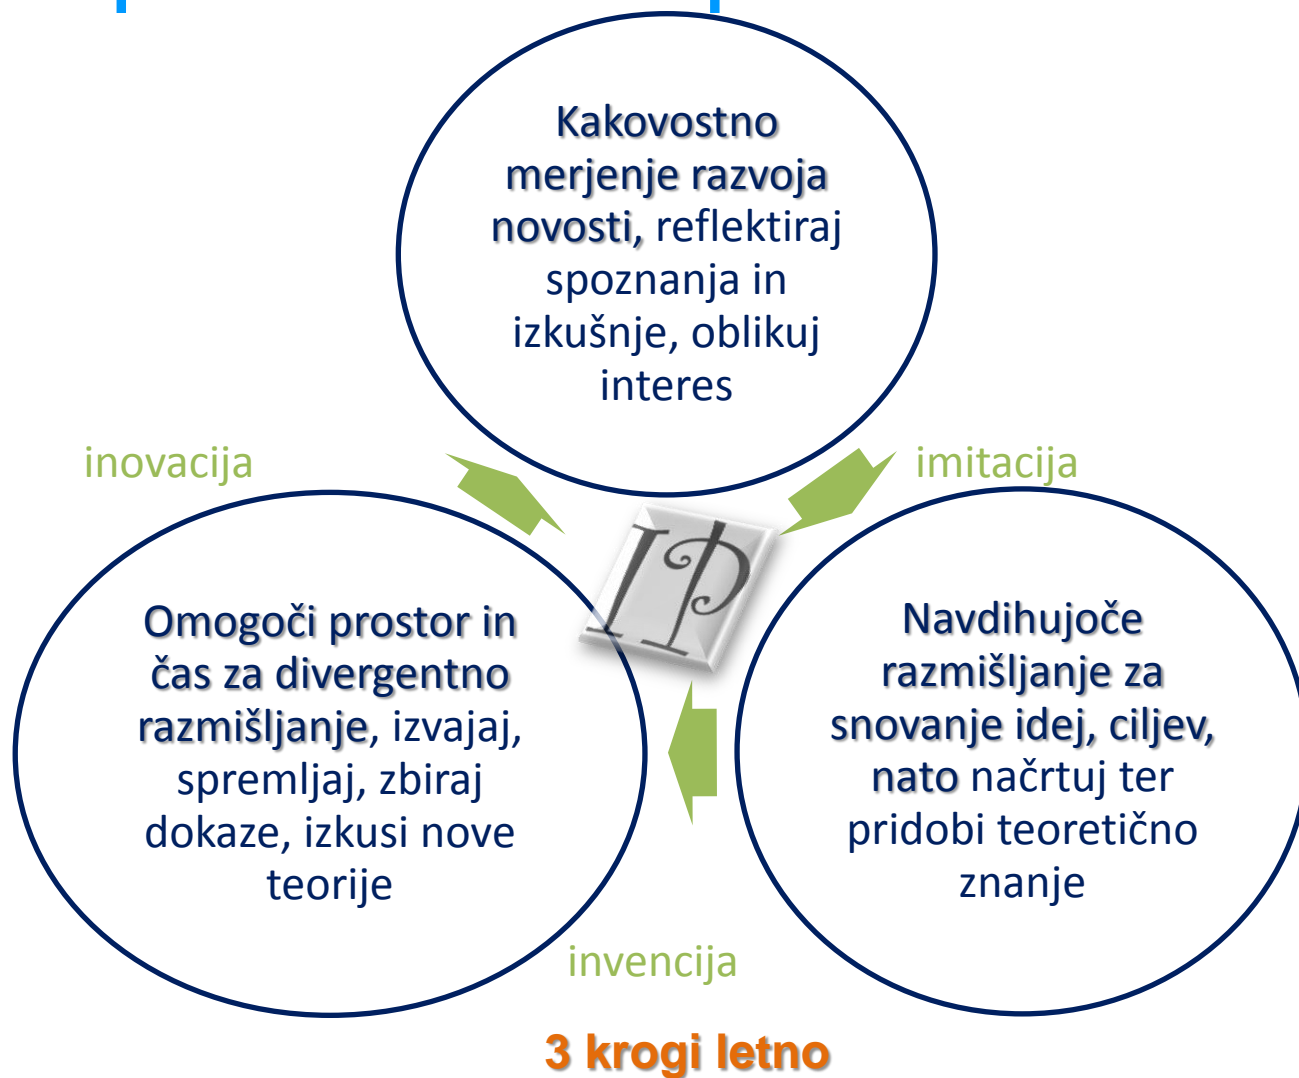 Kakovostno
merjenje razvoja
novosti, reflektiraj
spoznanja in
izkušnje, oblikuj
interes
inovacija
imitacija
IP
Omogoči prostor in
čas za divergentno
razmišljanje, izvajaj,
spremljaj, zbiraj
dokaze, izkusi nove
teorije
Navdihujoče
razmišljanje za
snovanje idej, ciljev,
nato načrtuj ter
pridobi teoretično
znanje
invencija
3 krogi letno